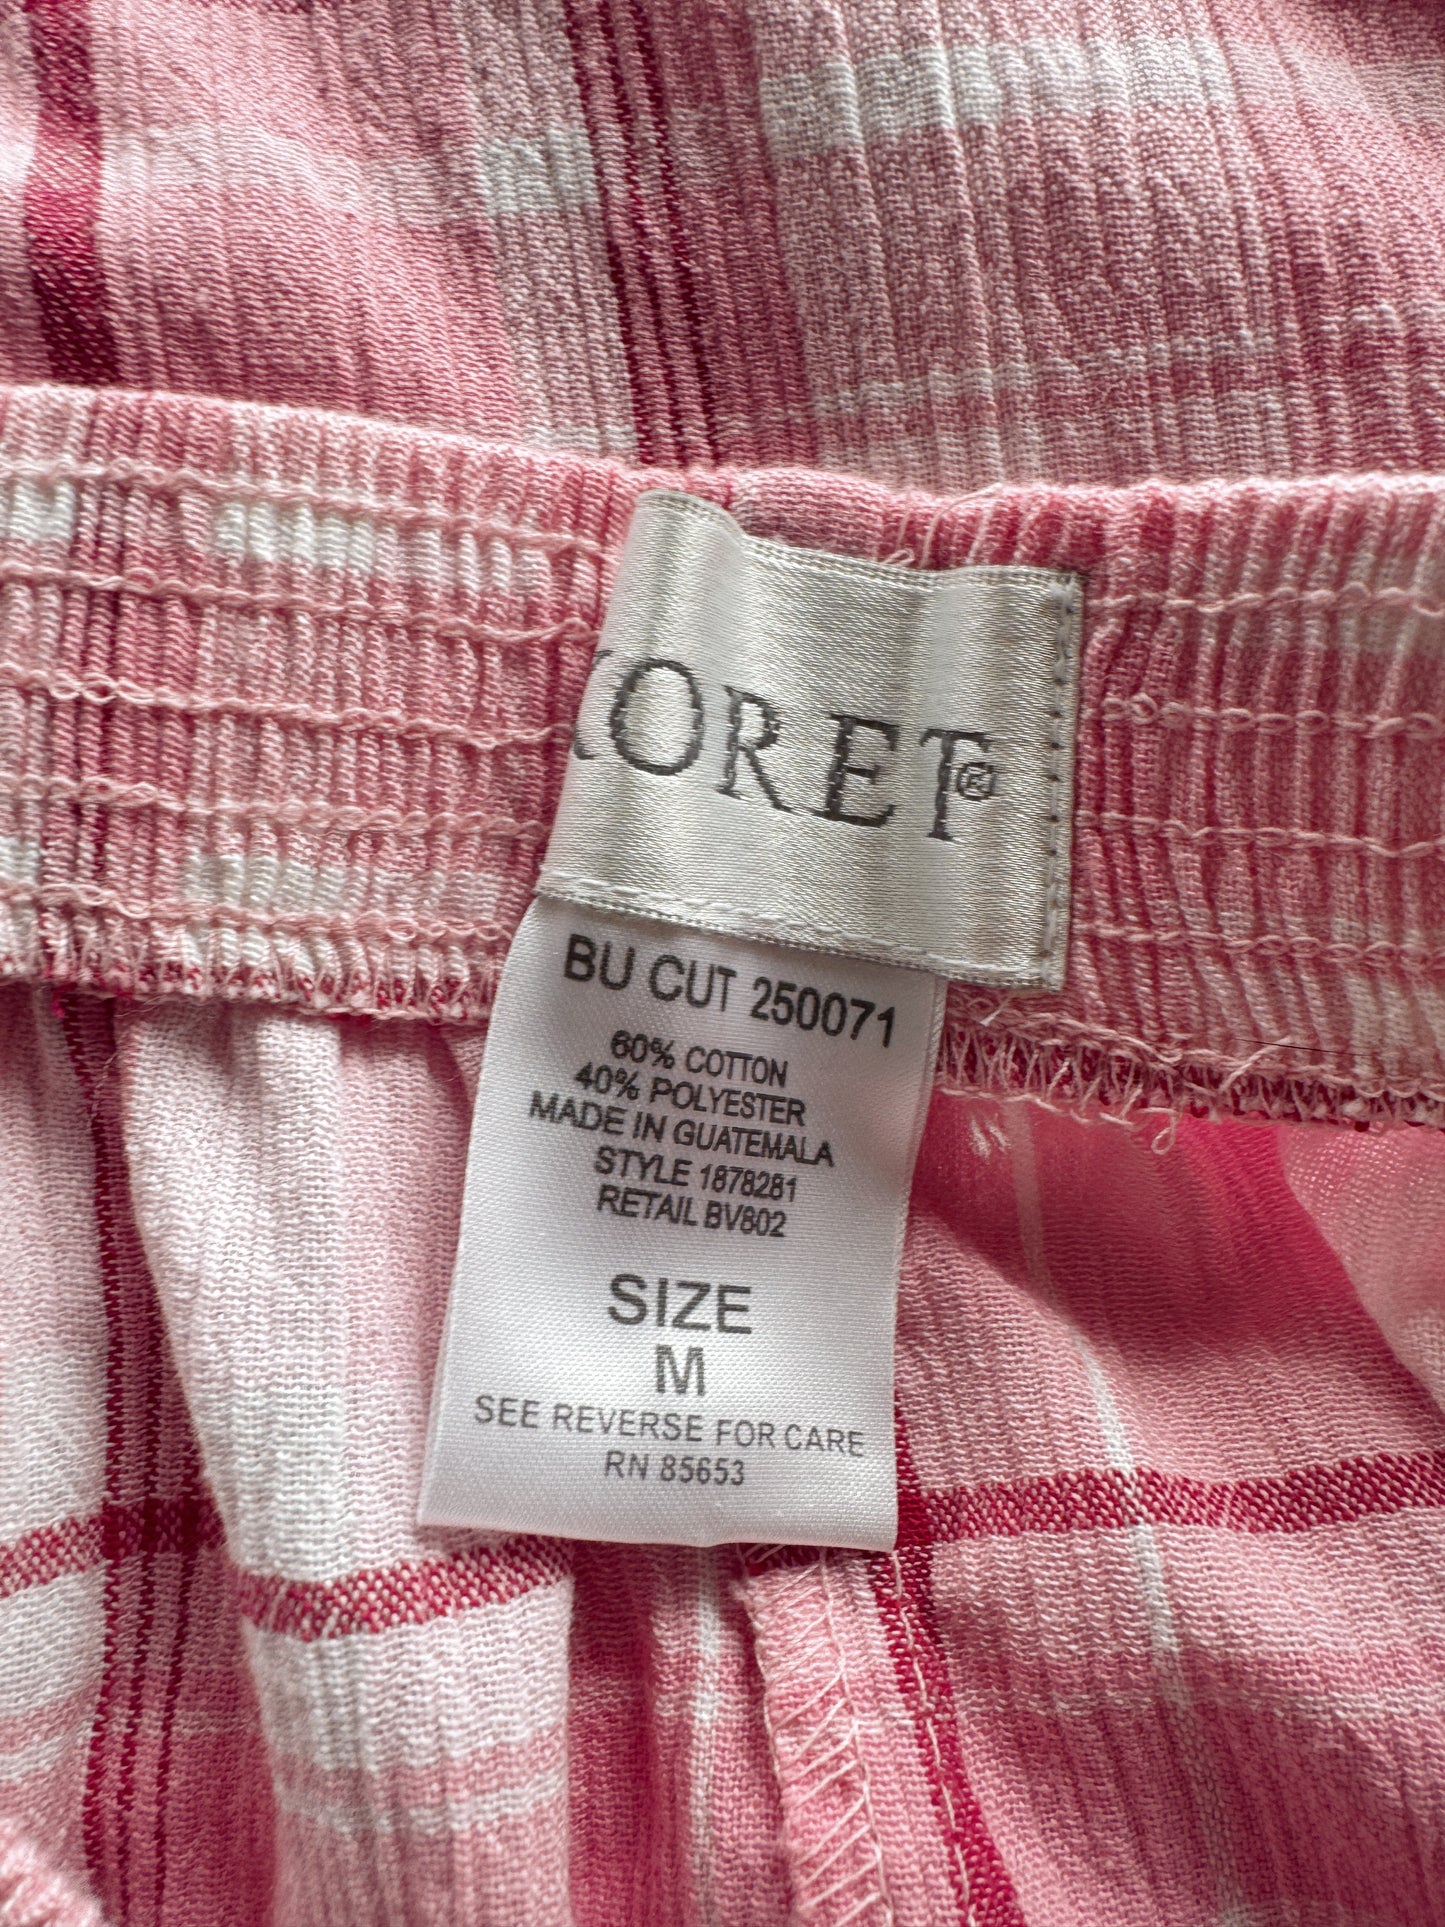 KORET®
BU CUT 250071
60% COTTON
40% POLYESTER
MADE IN GUATEMALA
STYLE 1878281
RETAIL BV802
SIZE
M
SEE REVERSE FOR CARE
RN 85653